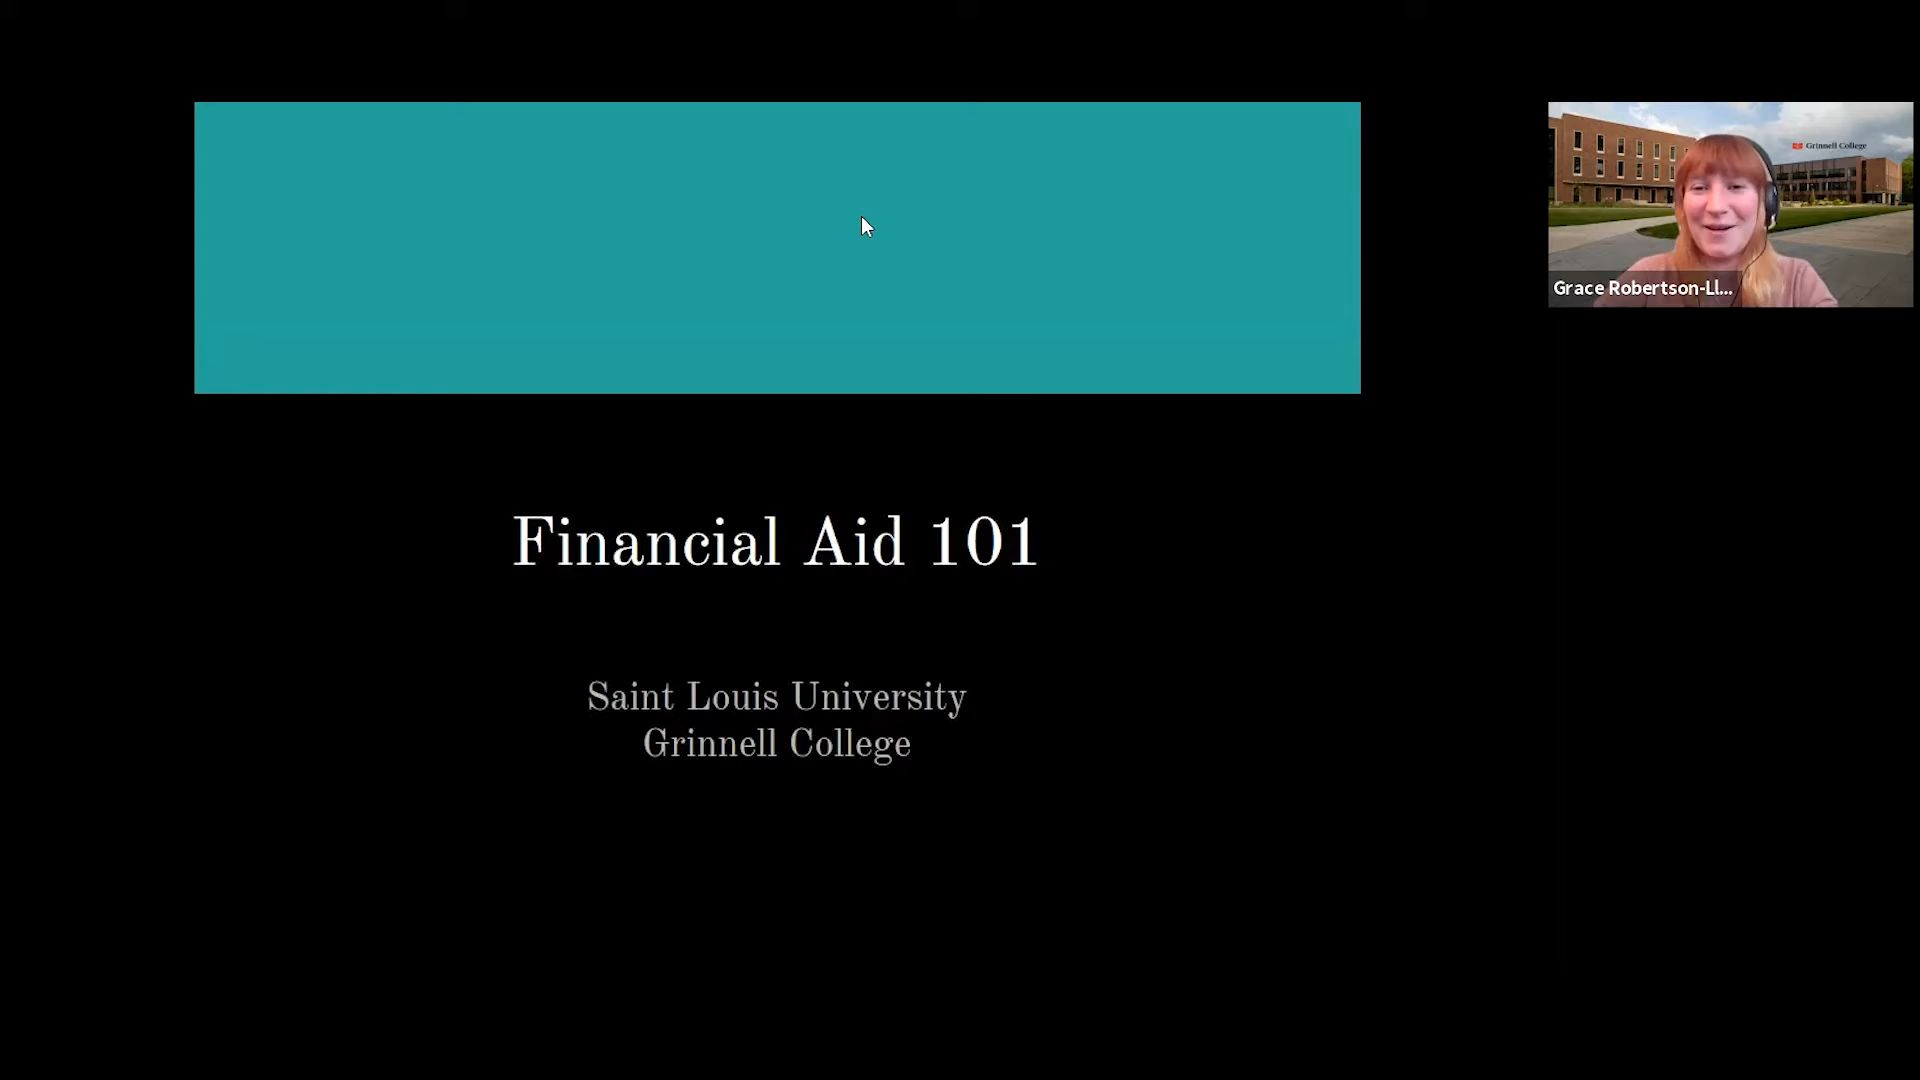 Grinnell College
Grace Robertson-Ll...
Financial Aid 101
Saint Louis University
Grinnell College